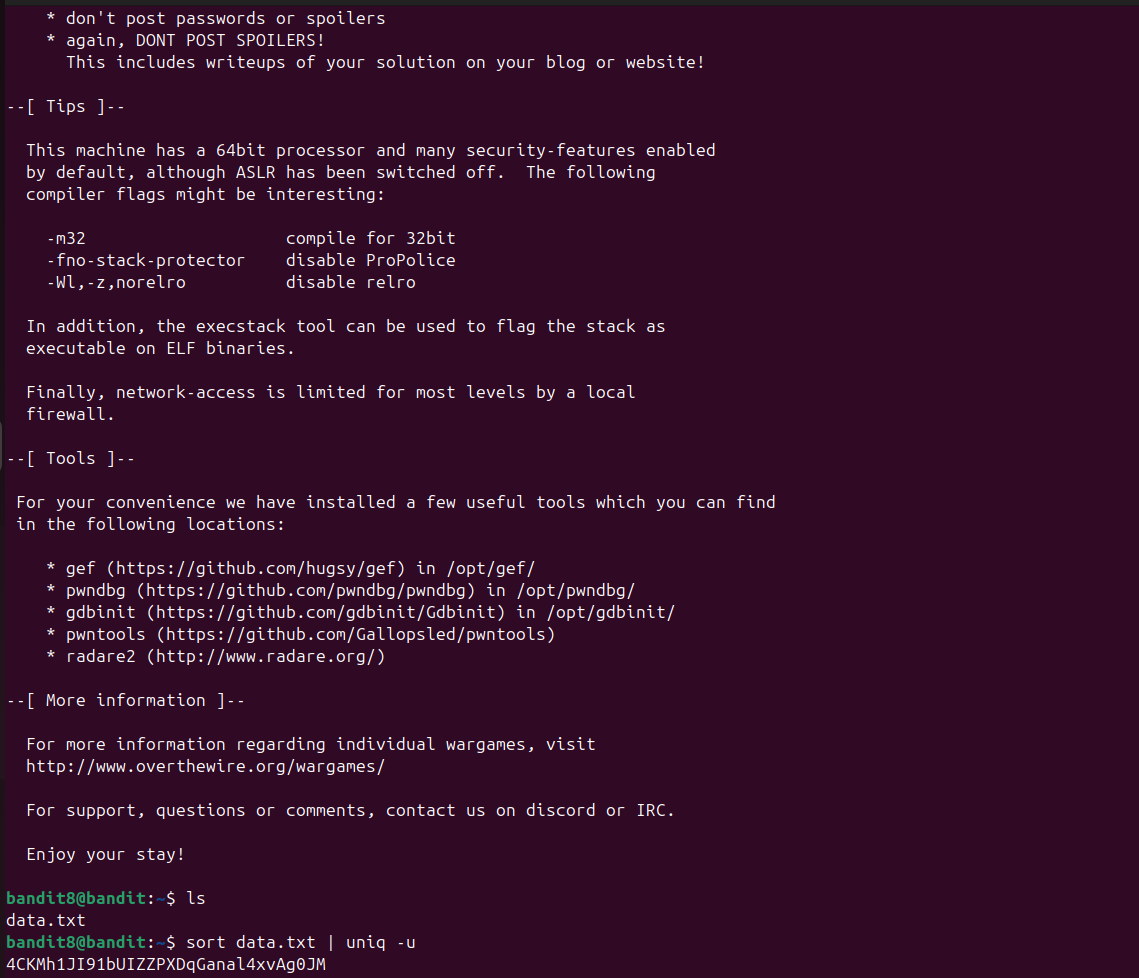 * don't post passwords or spoilers
* again, DONT POST SPOILERS!
This includes writeups of your solution on your blog or website!
--[ Tips ]--
This machine has a 64bit processor and many security-features enabled
by default, although ASLR has been switched off.  The following
compiler flags might be interesting:
-m32                    compile for 32bit
-fno-stack-protector    disable ProPolice
-Wl,-z,norelro          disable relro
In addition, the execstack tool can be used to flag the stack as
executable on ELF binaries.
Finally, network-access is limited for most levels by a local
firewall.
--[ Tools ]--
For your convenience we have installed a few useful tools which you can find
in the following locations:
* gef (https://github.com/hugsy/gef) in /opt/gef/
* pwndbg (https://github.com/pwndbg/pwndbg) in /opt/pwndbg/
* gdbinit (https://github.com/gdbinit/Gdbinit) in /opt/gdbinit/
* pwntools (https://github.com/Gallopsled/pwntools)
* radare2 (http://www.radare.org/)
--[ More information ]--
For more information regarding individual wargames, visit
http://www.overthewire.org/wargames/
For support, questions or comments, contact us on discord or IRC.
Enjoy your stay!
bandit8@bandit:~$ ls
data.txt
bandit8@bandit:~$ sort data.txt | uniq -u
4CKMh1JI91bUIZZPXDqGanal4xvAg0JM